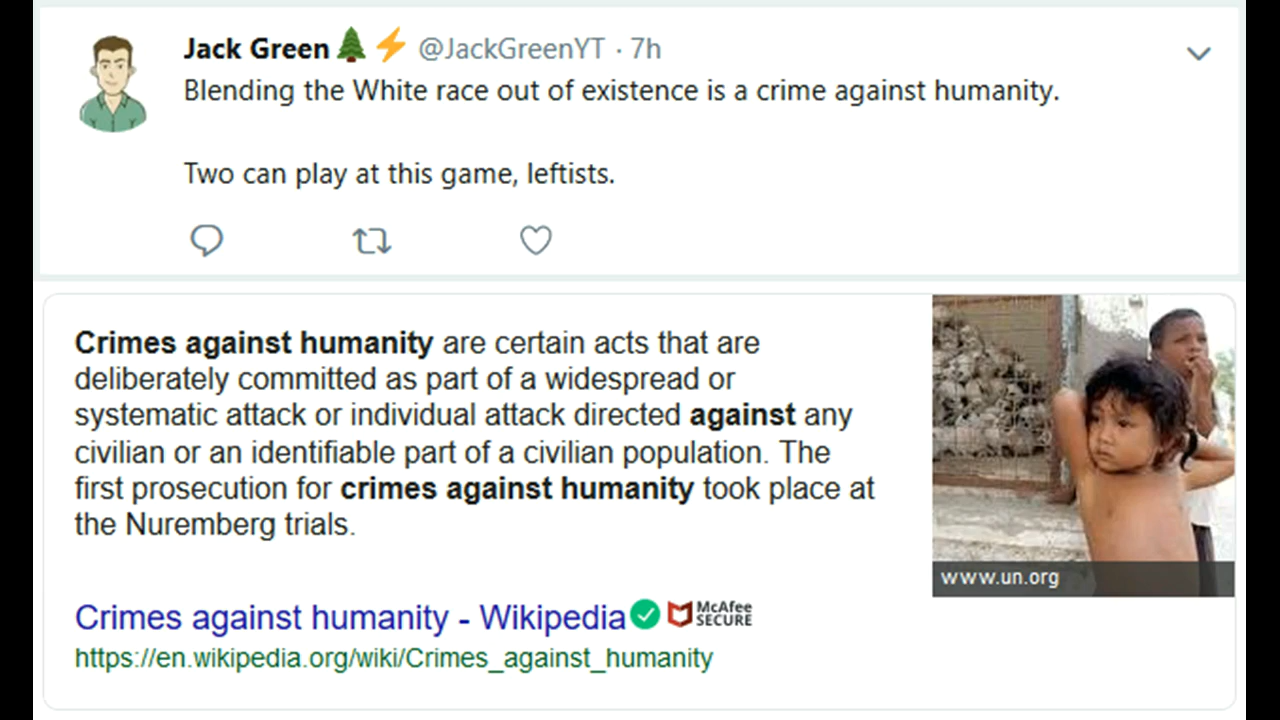 Jack Green🌲⚡ @JackGreenYT · 7h
Blending the White race out of existence is a crime against humanity.
Two can play at this game, leftists.
Crimes against humanity are certain acts that are
deliberately committed as part of a widespread or
systematic attack or individual attack directed against any
civilian or an identifiable part of a civilian population. The
first prosecution for crimes against humanity took place at
the Nuremberg trials.
www.un.org
Crimes against humanity - Wikipedia McAfee
SECURE
https://en.wikipedia.org/wiki/Crimes_against_humanity